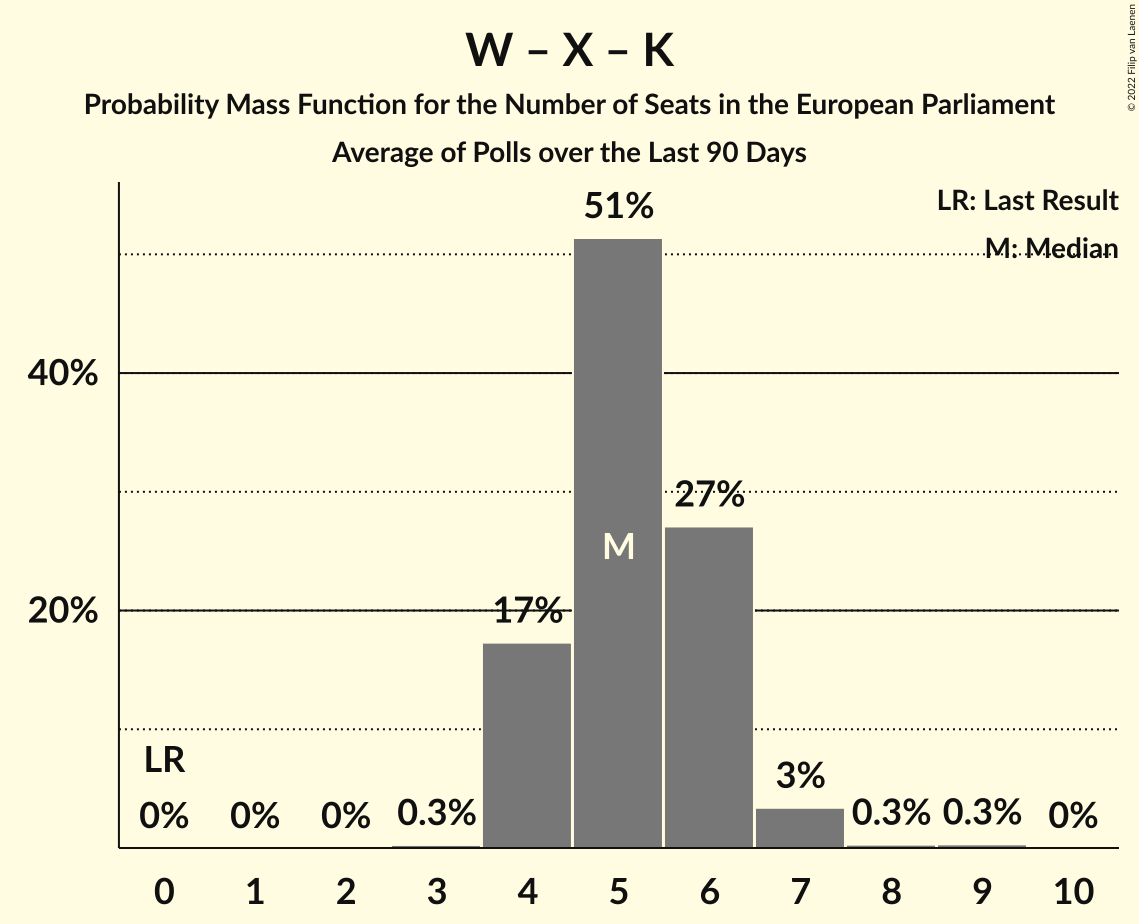 W – X – K
Probability Mass Function for the Number of Seats in the European Parliament
Average of Polls over the Last 90 Days
© 2022 Filip van Laenen
LR: Last Result
M: Median
51%
40%
27%
M
20%
17%
LR
3%
0% 0% 0% 0.3% 0.3% 0.3% 0%
0 1 2 3 4 5 6 7 8 9 10